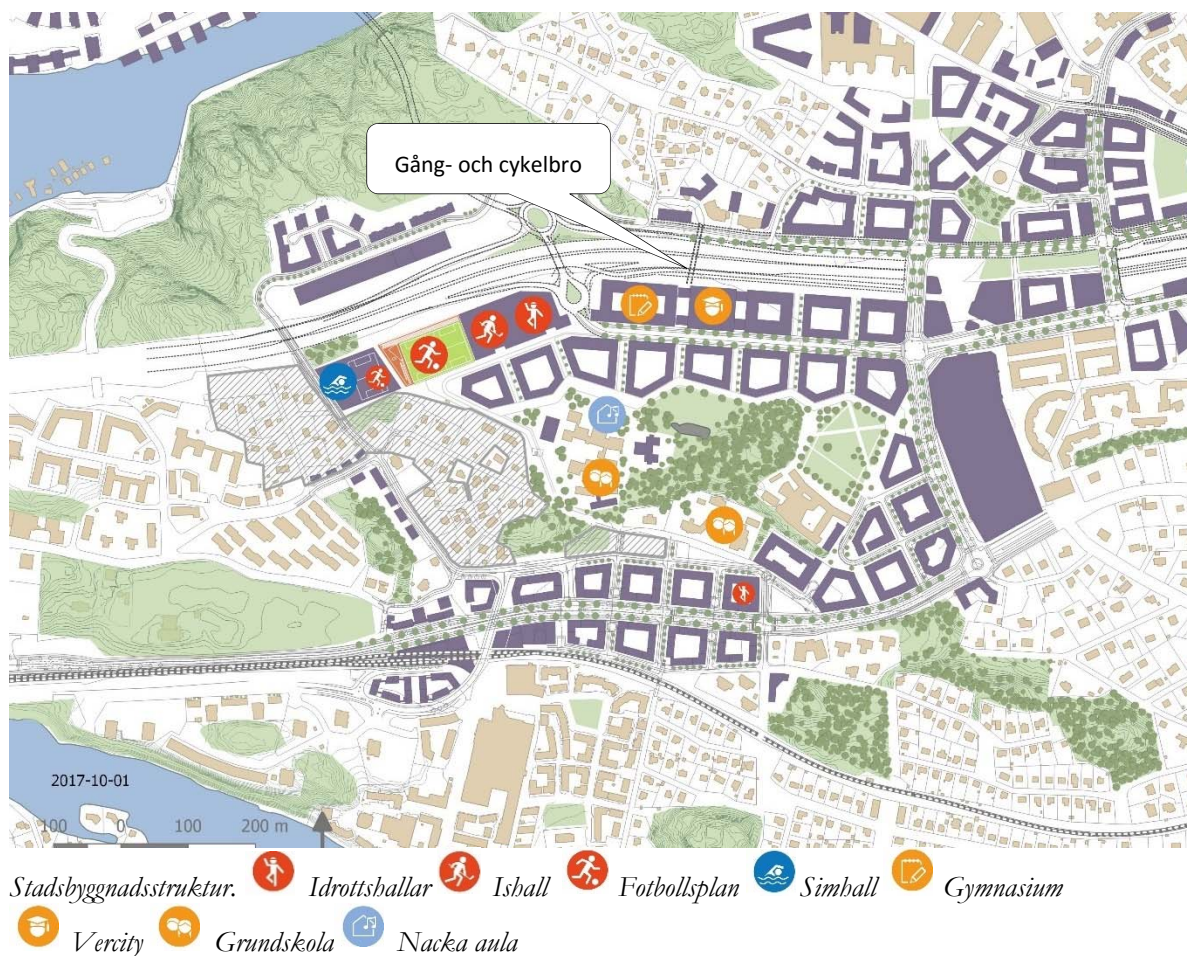 Gång- och cykelbro
2017-10-01
100 0 100 200 m
Stadsbyggnadsstruktur. Idrottshallar Ishall Fotbollsplan Simhall Gymnasium
Vercity Grundskola Nacka aula